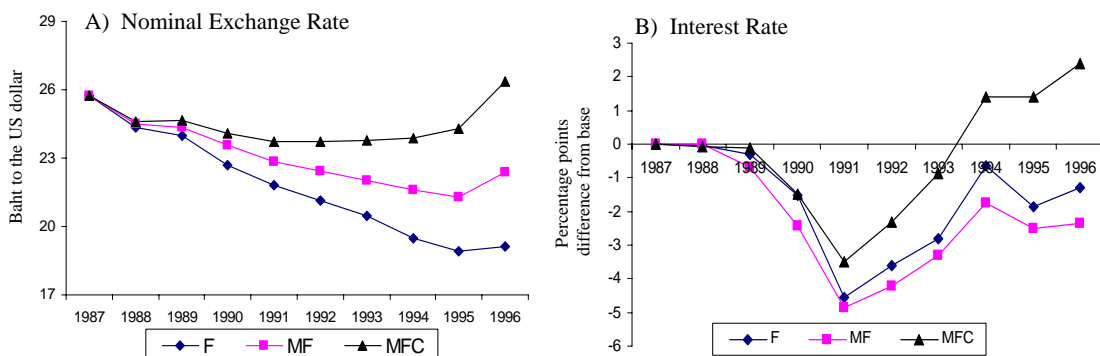 A) Nominal Exchange Rate
Baht to the US dollar
29
26
23
20
17
1987 1988 1989 1990 1991 1992 1993 1994 1995 1996
F MF MFC
B) Interest Rate
Percentage points
difference from base
3
2
1
0
-1
-2
-3
-4
-5
-6
1987 1988 1989 1990 1991 1992 1993 1994 1995 1996
F MF MFC